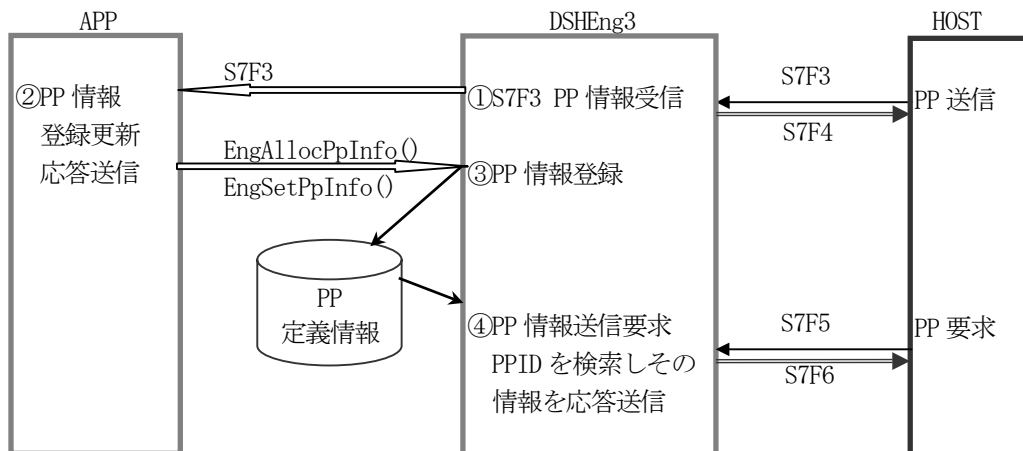 APP
DSHEng3
HOST
S7F3
②PP 情報
登録更新
応答送信
①S7F3 PP 情報受信
S7F3
PP 送信
S7F4
EngAllocPpInfo()
EngSetPpInfo()
③PP 情報登録
PP
定義情報
④PP 情報送信要求
PPID を検索しその
情報を応答送信
S7F5
PP 要求
S7F6